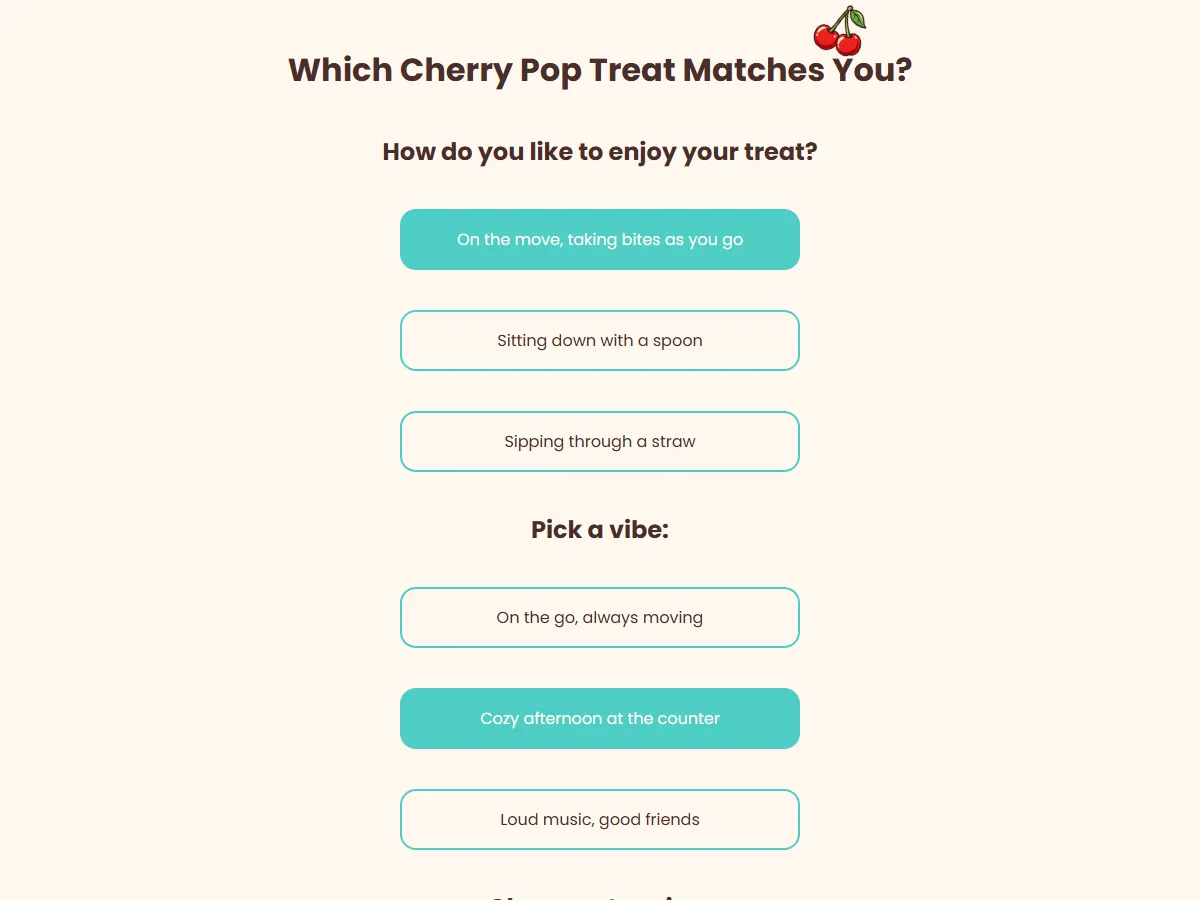 Which Cherry Pop Treat Matches You?
How do you like to enjoy your treat?
On the move, taking bites as you go
Sitting down with a spoon
Sipping through a straw
Pick a vibe:
On the go, always moving
Cozy afternoon at the counter
Loud music, good friends